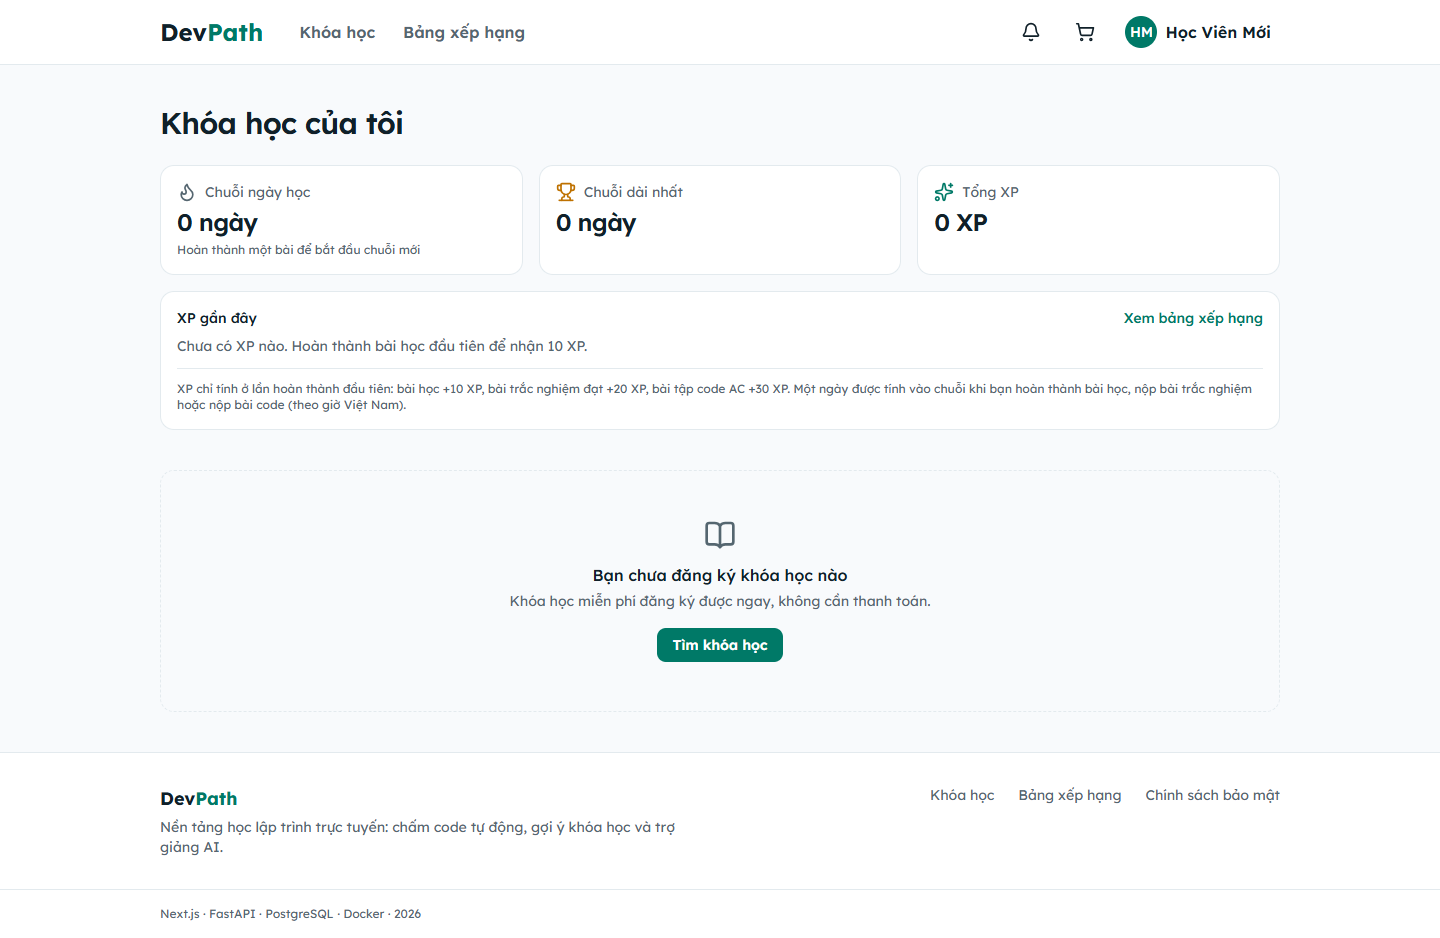 DevPath
Khóa học
Bảng xếp hạng
HM
Học Viên Mới
Khóa học của tôi
Chuỗi ngày học
0 ngày
Hoàn thành một bài để bắt đầu chuỗi mới
Chuỗi dài nhất
0 ngày
Tổng XP
0 XP
XP gần đây
Xem bảng xếp hạng
Chưa có XP nào. Hoàn thành bài học đầu tiên để nhận 10 XP.
XP chỉ tính ở lần hoàn thành đầu tiên: bài học +10 XP, bài trắc nghiệm đạt +20 XP, bài tập code AC +30 XP. Một ngày được tính vào chuỗi khi bạn hoàn thành bài học, nộp bài trắc nghiệm
hoặc nộp bài code (theo giờ Việt Nam).
Bạn chưa đăng ký khóa học nào
Khóa học miễn phí đăng ký được ngay, không cần thanh toán.
Tìm khóa học
DevPath
Nền tảng học lập trình trực tuyến: chấm code tự động, gợi ý khóa học và trợ
giảng AI.
Khóa học
Bảng xếp hạng
Chính sách bảo mật
Next.js · FastAPI · PostgreSQL · Docker · 2026